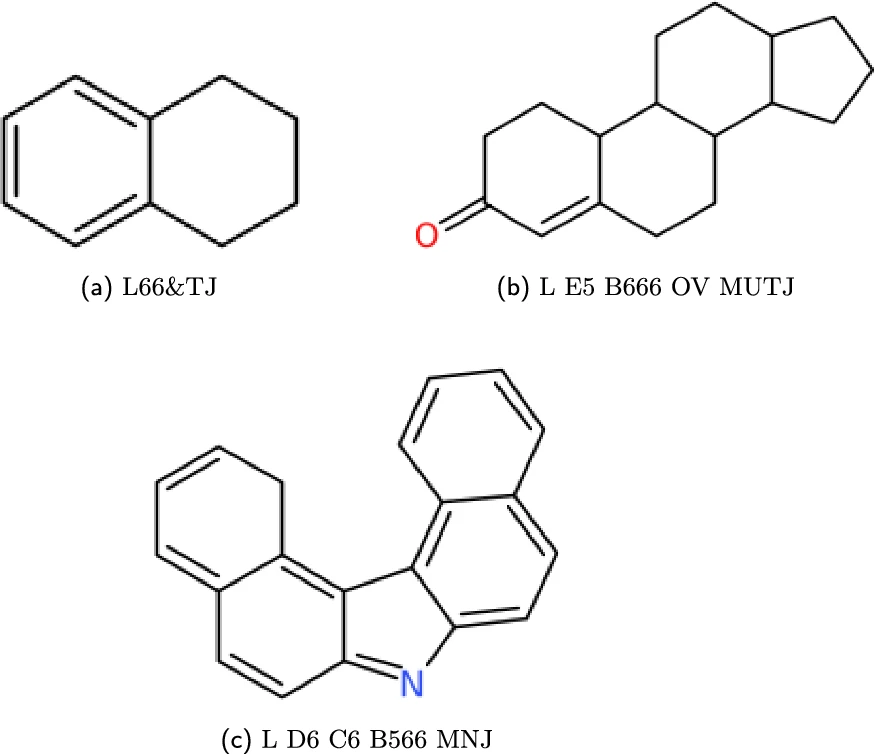 O
(a) L66&TJ
(b) L E5 B666 OV MUTJ
N
(c) L D6 C6 B566 MNJ